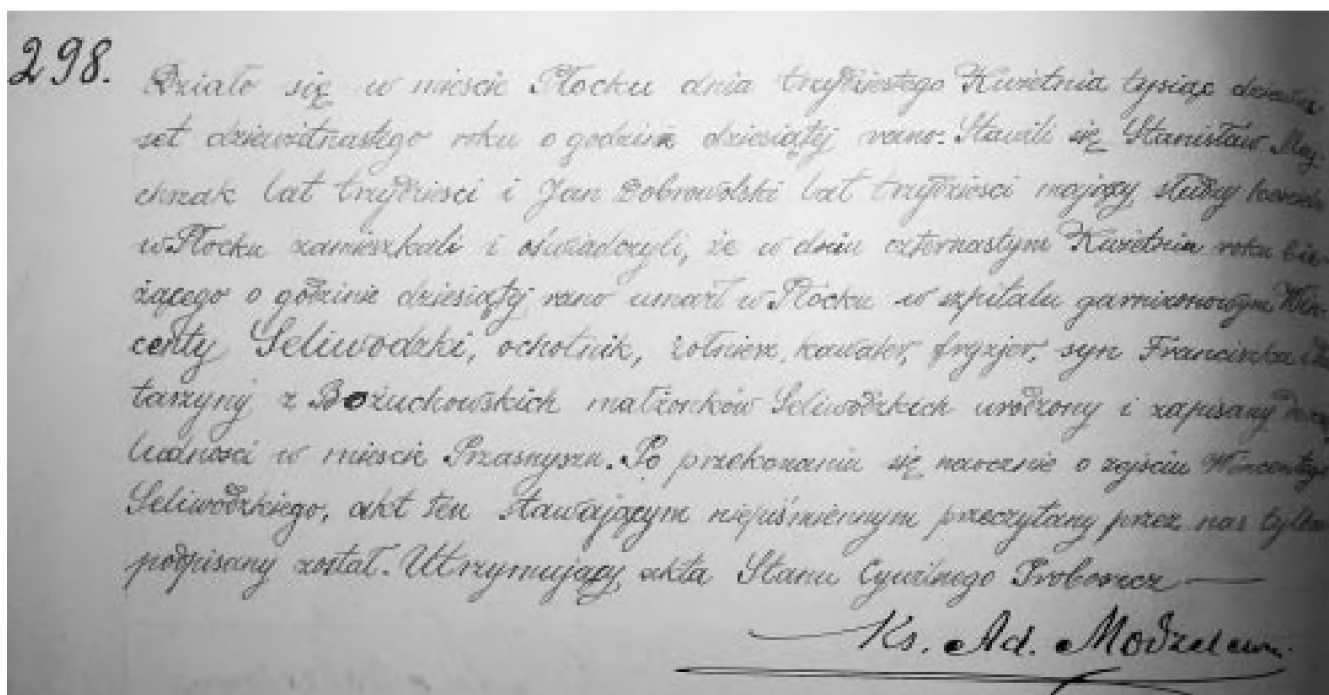 298.
Działo się w mieście Płocku dnia trzydziestego Kwietnia tysiąc dziewięć
set dziewiętnastego roku o godzinie dziesiątej rano. Stawili się Stanisław
lat trzydzieści i Jan Dobrowolski lat trzydzieści mający, słudzy
w Płocku zamieszkali i oświadczyli, że w dniu czternastym Kwietnia roku bie-
żącego o godzinie dziesiątej rano umarł w Płocku w szpitalu garnizonowym Win-
centy Seliwodzki, ochotnik, żołnierz, kawaler, fryzjer, syn Franciszka i Ka
tarzyny z Bożuchowskich małżonków Seliwodzkich urodzony i zapisany do
ludności w mieście Przasnyszu. Po przekonaniu się naocznie o zejściu Wincentego
Seliwodzkiego, akt ten stawającym niepiśmiennym przeczytany przez nas tylko
podpisany został. Utrzymujący akta Stanu Cywilnego Proboszcz
Ks. Ad. Modzelewski